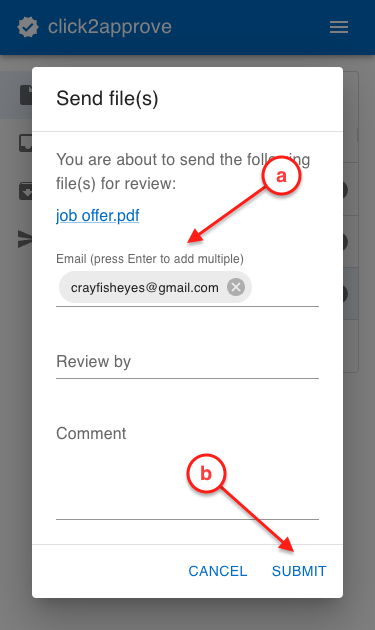 click2approve
Send file(s)
You are about to send the following
file(s) for review:
job offer.pdf
a
Email (press Enter to add multiple)
crayfisheyes@gmail.com
Review by
Comment
b
CANCEL SUBMIT